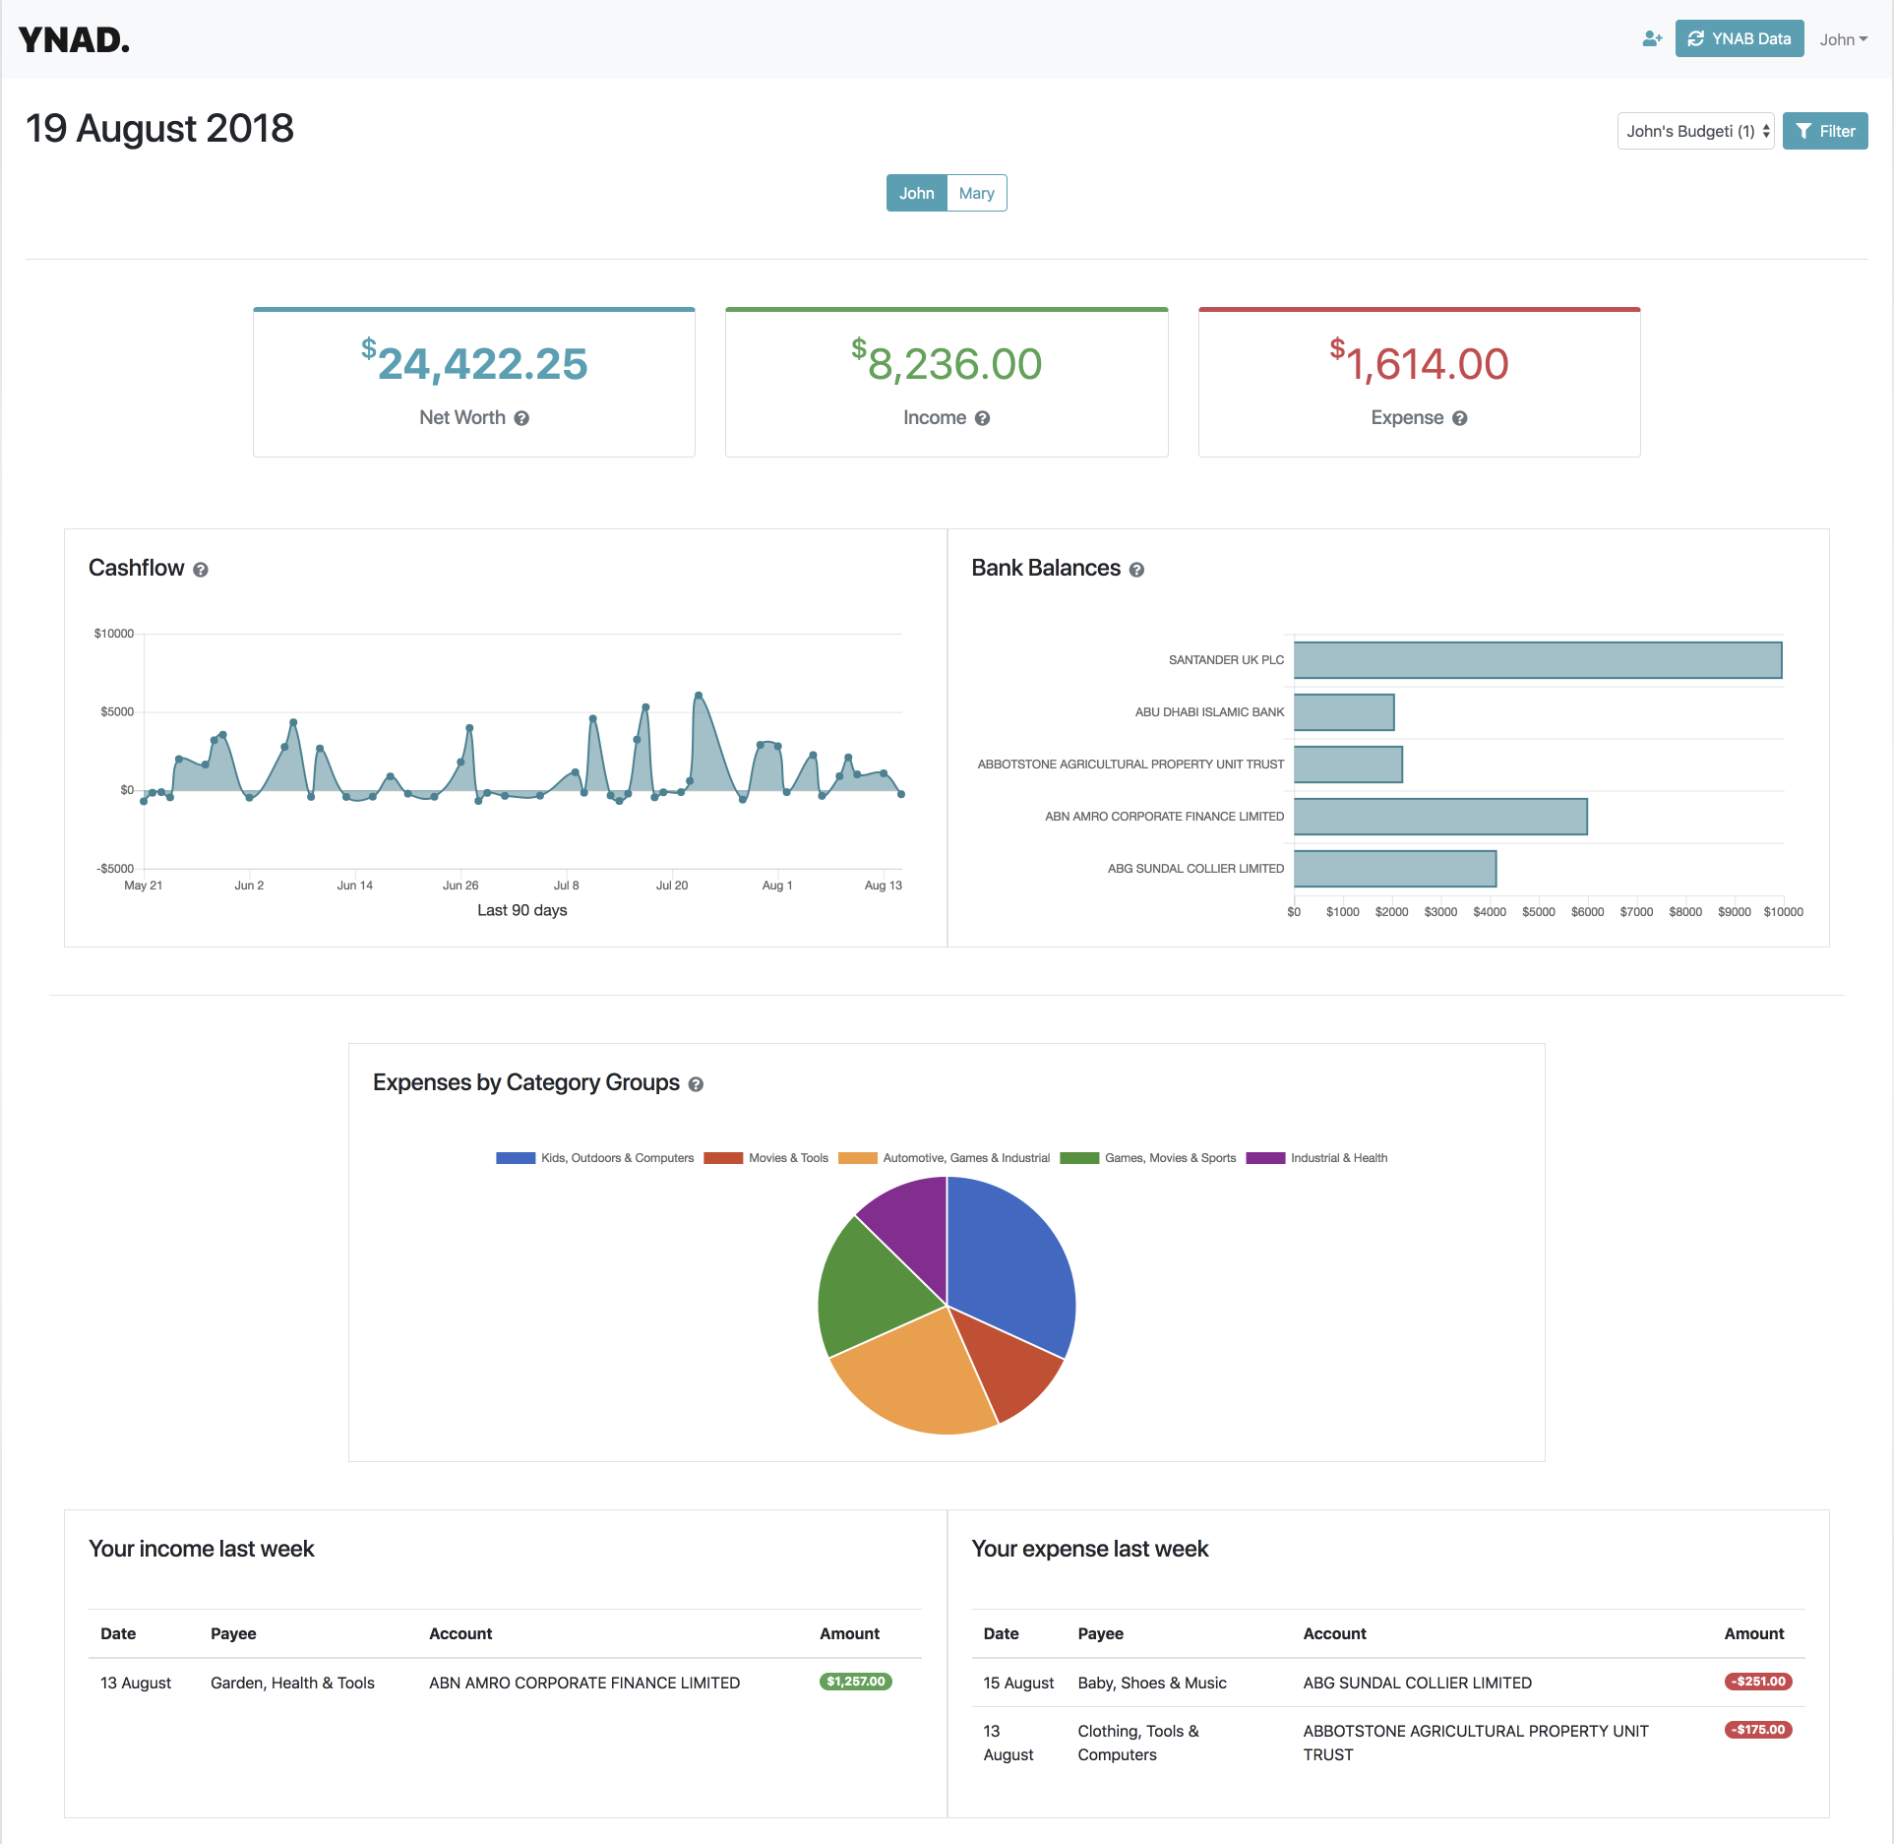 YNAD.
YNAB Data
John
19 August 2018
John's Budgeti (1)
Filter
John
Mary
$24,422.25
Net Worth
$8,236.00
Income
$1,614.00
Expense
Cashflow
$10000
$5000
$0
-$5000
May 21
Jun 2
Jun 14
Jun 26
Jul 8
Jul 20
Aug 1
Aug 13
Last 90 days
Bank Balances
SANTANDER UK PLC
ABU DHABI ISLAMIC BANK
ABBOTSTONE AGRICULTURAL PROPERTY UNIT TRUST
ABN AMRO CORPORATE FINANCE LIMITED
ABG SUNDAL COLLIER LIMITED
$0 $1000 $2000 $3000 $4000 $5000 $6000 $7000 $8000 $9000 $10000
Expenses by Category Groups
Kids, Outdoors & Computers
Movies & Tools
Automotive, Games & Industrial
Games, Movies & Sports
Industrial & Health
Your income last week
Date Payee Account Amount
13 August Garden, Health & Tools ABN AMRO CORPORATE FINANCE LIMITED $1,257.00
Your expense last week
Date Payee Account Amount
15 August Baby, Shoes & Music ABG SUNDAL COLLIER LIMITED -$251.00
13 Clothing, Tools & ABBOTSTONE AGRICULTURAL PROPERTY UNIT -$175.00
August Computers TRUST